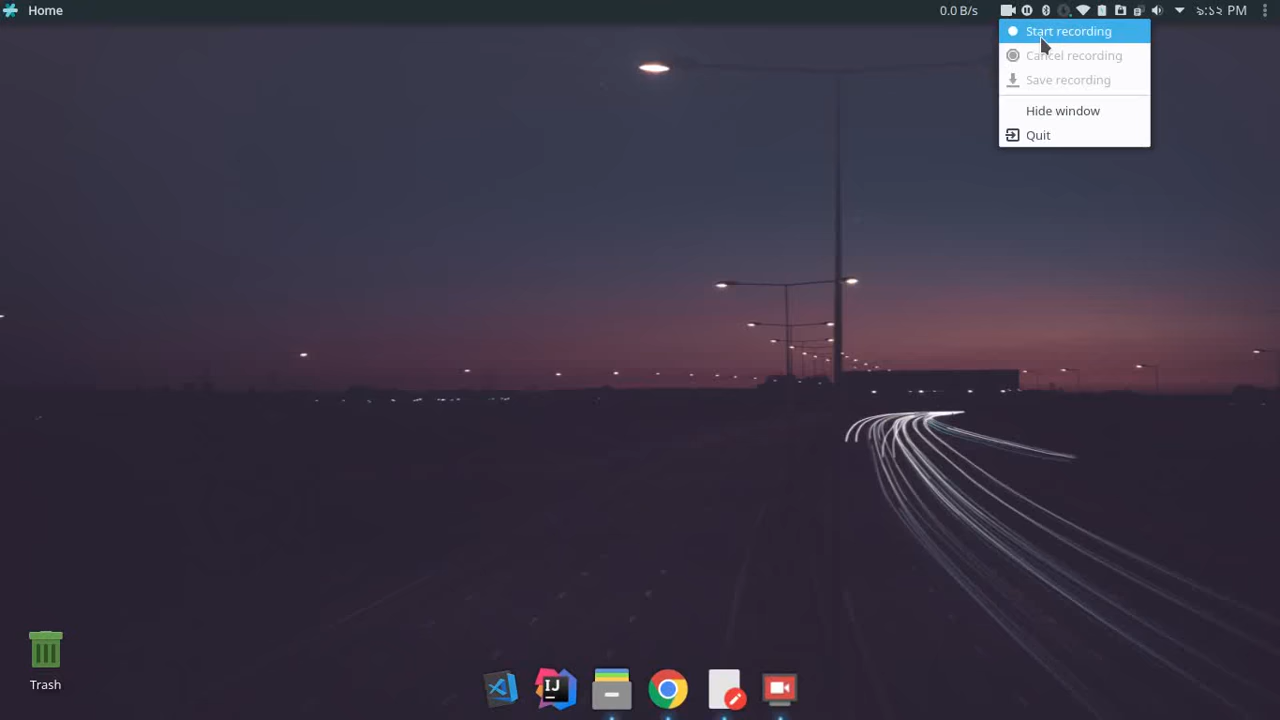 Home
0.0 B/s
PM
Start recording
Cancel recording
Save recording
Hide window
Quit
IJ
Trash